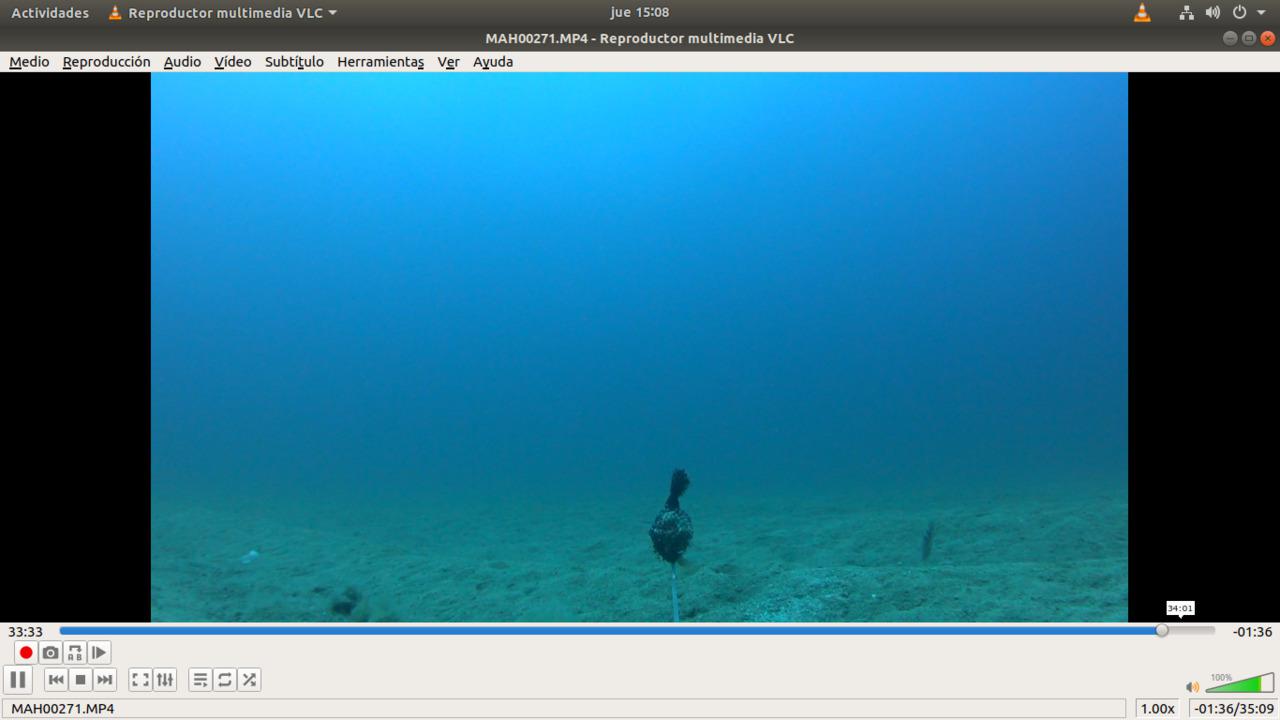 Actividades Reproductor multimedia VLC jue 15:08
MAH00271.MP4 - Reproductor multimedia VLC
Medio Reproducción Audio Vídeo Subtítulo Herramientas Ver Ayuda
34:01
33:33 -01:36
A B
100%
MAH00271.MP4 1.00x -01:36/35:09